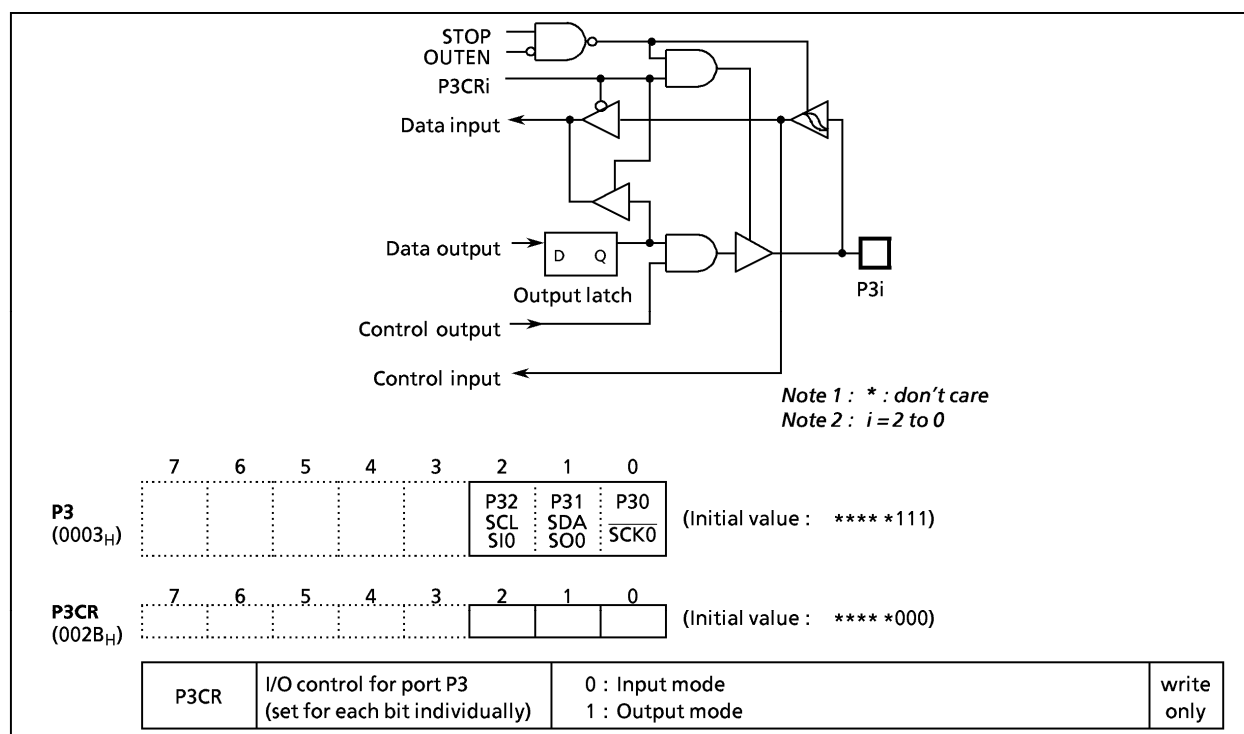 STOP
OUTEN
P3CRi
Data input
Data output
D Q
Output latch
P3i
Control output
Control input
Note 1 : * : don't care
Note 2 : i = 2 to 0
7 6 5 4 3 2 1 0
P3
(0003H)
P32 P31 P30
SCL SDA SCK0
SI0 SO0
(Initial value : **** *111)
7 6 5 4 3 2 1 0
P3CR
(002BH)
(Initial value : **** *000)
P3CR
I/O control for port P3
(set for each bit individually)
0 : Input mode
1 : Output mode
write
only